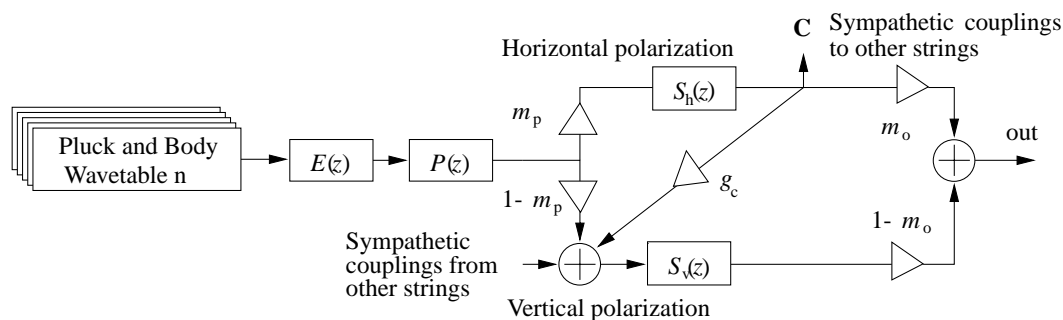 C
Sympathetic couplings
to other strings
Horizontal polarization
S_h(z)
m_p
m_o
Pluck and Body
Wavetable n
E(z)
P(z)
out
g_c
1- m_p
1- m_o
Sympathetic
couplings from
other strings
S_v(z)
Vertical polarization